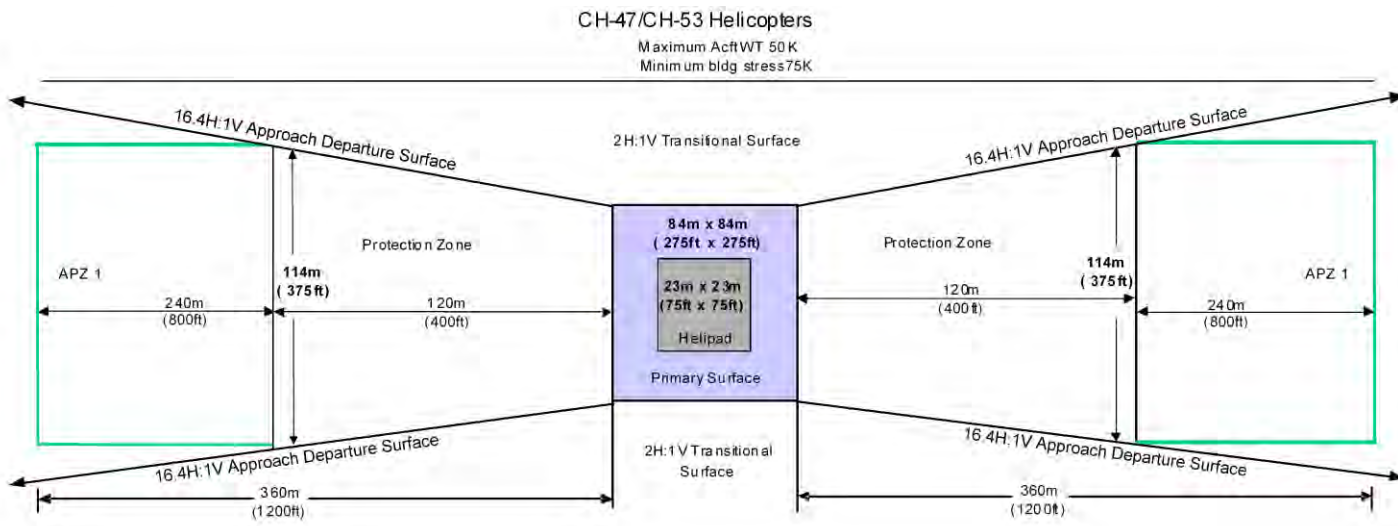 CH-47/CH-53 Helicopters
Maximum Acft WT 50K
Minimum bldg stress 75K
16.4H:1V Approach Departure Surface
2H:1V Transitional Surface
16.4H:1V Approach Departure Surface
84m x 84m
( 275ft x 275ft)
Protection Zone
Protection Zone
APZ 1
114m
( 375ft)
23m x 23m
(75ft x 75ft)
114m
( 375ft)
APZ 1
240m
(800ft)
120m
(400ft)
120m
(400ft)
240m
(800ft)
Helipad
Primary Surface
16.4H:1V Approach Departure Surface
2H:1V Transitional
Surface
16.4H:1V Approach Departure Surface
360m
(1200ft)
360m
(1200ft)